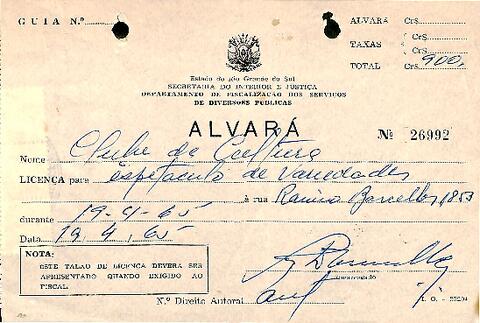 GUIA N.º
ALVARÁ Cr$
TAXAS Cr$
TOTAL Cr$ 900,
Estado do Rio Grande do Sul
SECRETARIA DO INTERIOR E JUSTIÇA
DEPARTAMENTO DE FISCALIZAÇÃO DOS SERVIÇOS
DE DIVERSÕES PÚBLICAS
ALVARÁ
Nº 26992
Nome Clube de Cultura
LICENÇA para espetáculo de variedades
à rua Ramiro Barcellos, 1853
durante 19-4-65
Data 19,4,65
NOTA:
ESTE TALÃO DE LICENCA DEVERÁ SER
APRESENTADO QUANDO EXIGIDO AO
FISCAL
N.º Direito Autoral
I. O. -